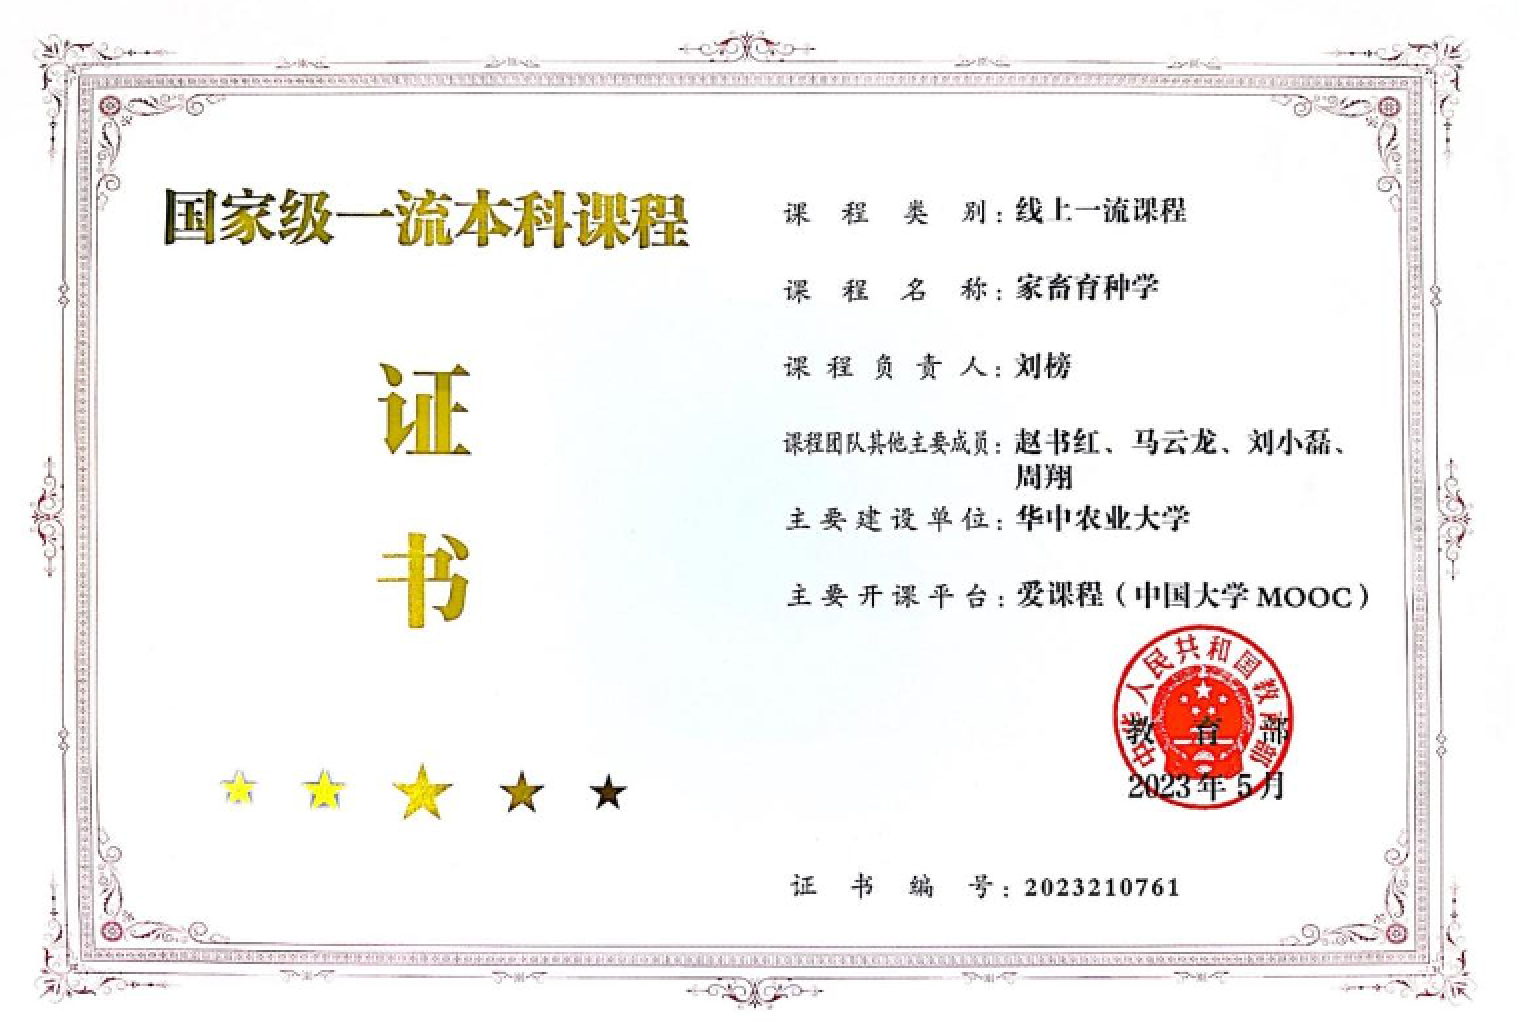 国家级一流本科课程
证
书
课程类别：线上一流课程
课程名称：家畜育种学
课程负责人：刘榜
课程团队其他主要成员：赵书红、马云龙、刘小磊、
周翔
主要建设单位：华中农业大学
主要开课平台：爱课程（中国大学MOOC）
中华人民共和国教育部
教育部
2023年5月
证书编号：2023210761